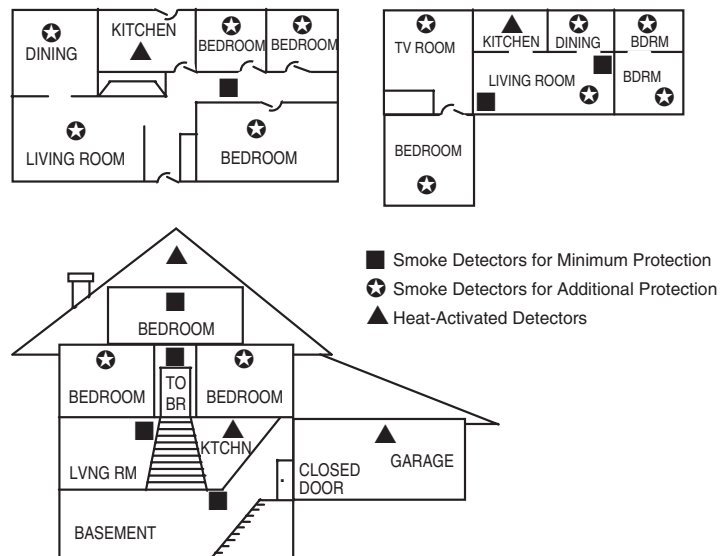 DINING
KITCHEN
BEDROOM
BEDROOM
LIVING ROOM
BEDROOM
TV ROOM
KITCHEN
DINING
BDRM
LIVING ROOM
BDRM
BEDROOM
Smoke Detectors for Minimum Protection
Smoke Detectors for Additional Protection
Heat-Activated Detectors
BEDROOM
BEDROOM
TO
BR
BEDROOM
LVNG RM
KTCHN
CLOSED
DOOR
GARAGE
BASEMENT